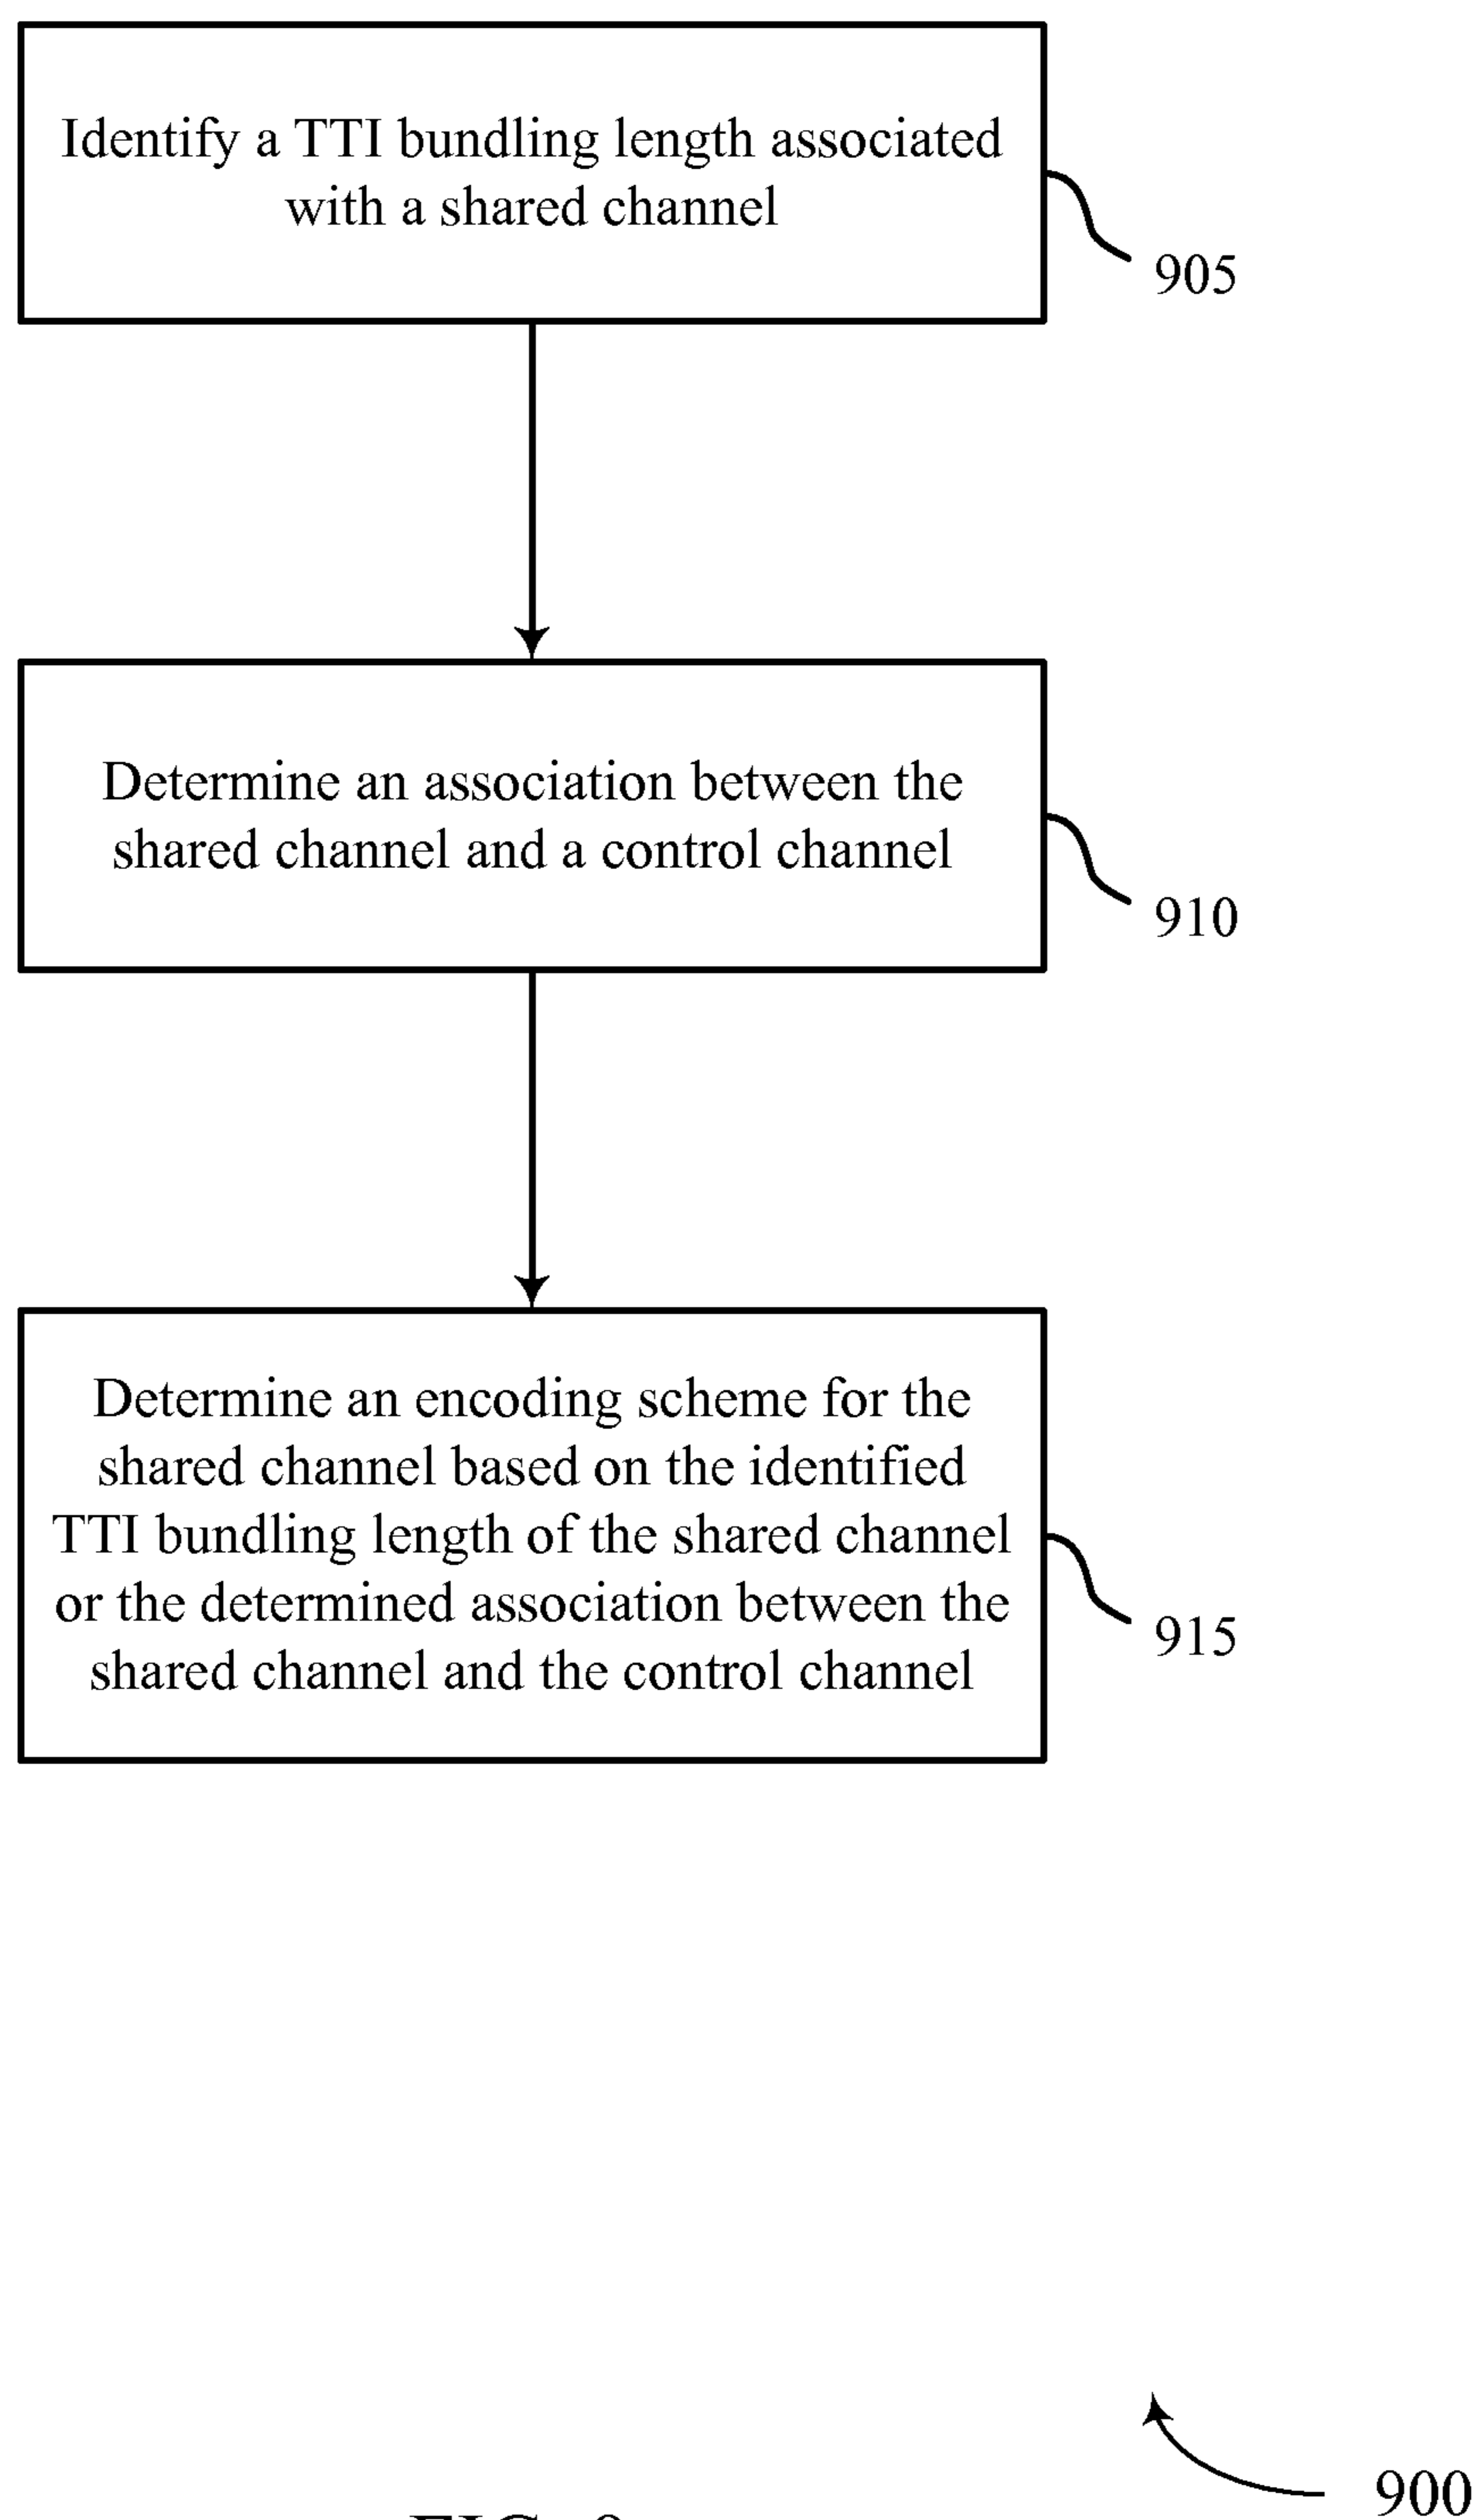 Identify a TTI bundling length associated
with a shared channel
905
Determine an association between the
shared channel and a control channel
910
Determine an encoding scheme for the
shared channel based on the identified
TTI bundling length of the shared channel
or the determined association between the
shared channel and the control channel
915
900